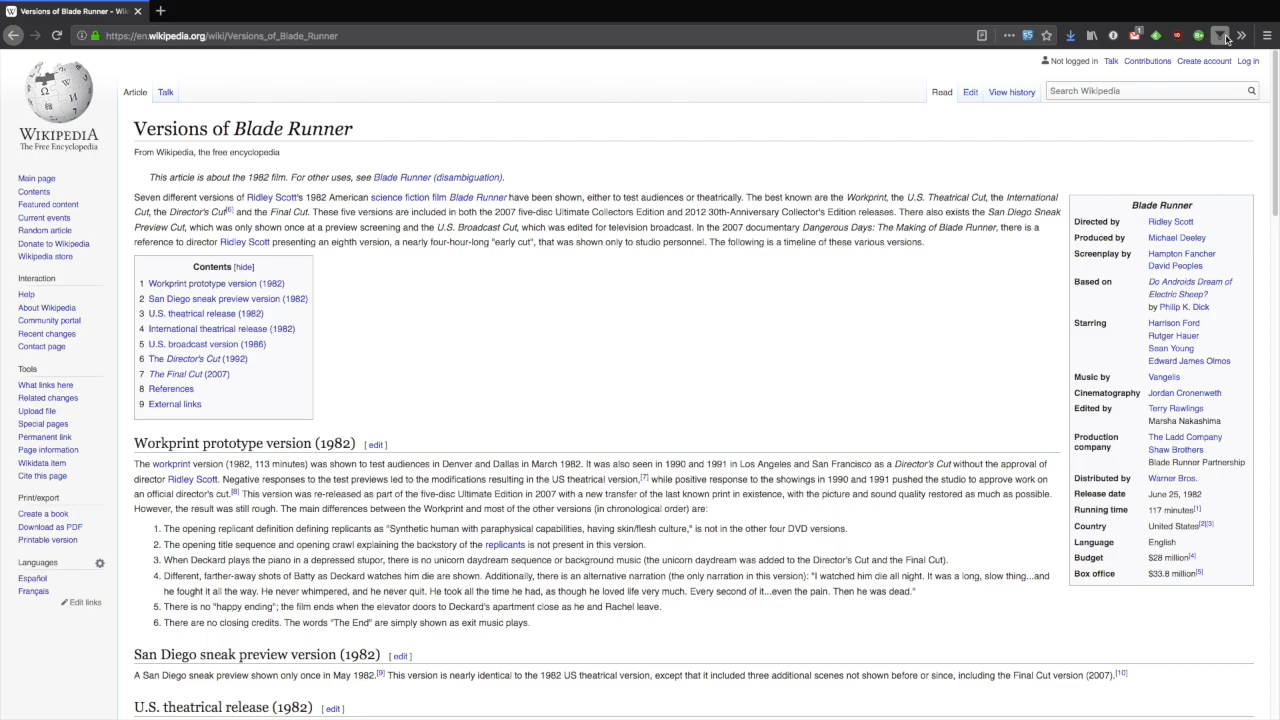 Versions of Blade Runner - Wiki
https://en.wikipedia.org/wiki/Versions_of_Blade_Runner
Not logged in Talk Contributions Create account Log in
Article Talk Read Edit View history Search Wikipedia
WIKIPEDIA
The Free Encyclopedia
Main page
Contents
Featured content
Current events
Random article
Donate to Wikipedia
Wikipedia store
Interaction
Help
About Wikipedia
Community portal
Recent changes
Contact page
Tools
What links here
Related changes
Upload file
Special pages
Permanent link
Page information
Wikidata item
Cite this page
Print/export
Create a book
Download as PDF
Printable version
Languages
Español
Français
Edit links
Versions of Blade Runner
From Wikipedia, the free encyclopedia
This article is about the 1982 film. For other uses, see Blade Runner (disambiguation).
Seven different versions of Ridley Scott's 1982 American science fiction film Blade Runner have been shown, either to test audiences or theatrically. The best known are the Workprint, the U.S. Theatrical Cut, the International
Cut, the Director's Cut[6] and the Final Cut. These five versions are included in both the 2007 five-disc Ultimate Collectors Edition and 2012 30th-Anniversary Collector's Edition releases. There also exists the San Diego Sneak
Preview Cut, which was only shown once at a preview screening and the U.S. Broadcast Cut, which was edited for television broadcast. In the 2007 documentary Dangerous Days: The Making of Blade Runner, there is a
reference to director Ridley Scott presenting an eighth version, a nearly four-hour-long "early cut", that was shown only to studio personnel. The following is a timeline of these various versions.
Contents [hide]
1 Workprint prototype version (1982)
2 San Diego sneak preview version (1982)
3 U.S. theatrical release (1982)
4 International theatrical release (1982)
5 U.S. broadcast version (1986)
6 The Director's Cut (1992)
7 The Final Cut (2007)
8 References
9 External links
Blade Runner
Directed by Ridley Scott
Produced by Michael Deeley
Screenplay by Hampton Fancher
David Peoples
Based on Do Androids Dream of
Electric Sheep?
by Philip K. Dick
Starring Harrison Ford
Rutger Hauer
Sean Young
Edward James Olmos
Music by Vangelis
Cinematography Jordan Cronenweth
Edited by Terry Rawlings
Marsha Nakashima
Production company The Ladd Company
Shaw Brothers
Blade Runner Partnership
Distributed by Warner Bros.
Release date June 25, 1982
Running time 117 minutes[1]
Country United States[2][3]
Language English
Budget $28 million[4]
Box office $33.8 million[5]
Workprint prototype version (1982) [ edit ]
The workprint version (1982, 113 minutes) was shown to test audiences in Denver and Dallas in March 1982. It was also seen in 1990 and 1991 in Los Angeles and San Francisco as a Director's Cut without the approval of
director Ridley Scott. Negative responses to the test previews led to the modifications resulting in the US theatrical version,[7] while positive response to the showings in 1990 and 1991 pushed the studio to approve work on
an official director's cut.[8] This version was re-released as part of the five-disc Ultimate Edition in 2007 with a new transfer of the last known print in existence, with the picture and sound quality restored as much as possible.
However, the result was still rough. The main differences between the Workprint and most of the other versions (in chronological order) are:
1. The opening replicant definition defining replicants as "Synthetic human with paraphysical capabilities, having skin/flesh culture," is not in the other four DVD versions.
2. The opening title sequence and opening crawl explaining the backstory of the replicants is not present in this version.
3. When Deckard plays the piano in a depressed stupor, there is no unicorn daydream sequence or background music (the unicorn daydream was added to the Director's Cut and the Final Cut).
4. Different, farther-away shots of Batty as Deckard watches him die are shown. Additionally, there is an alternative narration (the only narration in this version): "I watched him die all night. It was a long, slow thing...and
he fought it all the way. He never whimpered, and he never quit. He took all the time he had, as though he loved life very much. Every second of it...even the pain. Then he was dead."
5. There is no "happy ending"; the film ends when the elevator doors to Deckard's apartment close as he and Rachel leave.
6. There are no closing credits. The words "The End" are simply shown as exit music plays.
San Diego sneak preview version (1982) [ edit ]
A San Diego sneak preview shown only once in May 1982.[9] This version is nearly identical to the 1982 US theatrical version, except that it included three additional scenes not shown before or since, including the Final Cut version (2007).[10]
U.S. theatrical release (1982) [ edit ]